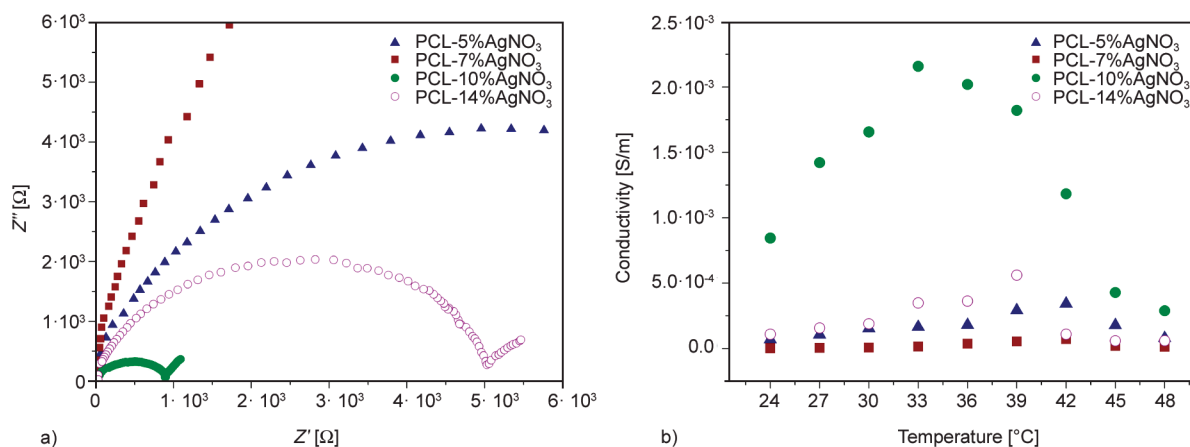 6· 10³
5· 10³
4· 10³
3· 10³
2· 10³
1· 10³
0
Z" [Ω]
PCL-5%AgNO₃
PCL-7%AgNO₃
PCL-10%AgNO₃
PCL-14%AgNO₃
0 1· 10³ 2· 10³ 3· 10³ 4· 10³ 5· 10³ 6· 10³
a) Z' [Ω]
2.5·10⁻³
2.0·10⁻³
1.5·10⁻³
1.0·10⁻³
5.0·10⁻⁴
0.0
Conductivity [S/m]
PCL-5%AgNO₃
PCL-7%AgNO₃
PCL-10%AgNO₃
PCL-14%AgNO₃
24 27 30 33 36 39 42 45 48
b) Temperature [°C]